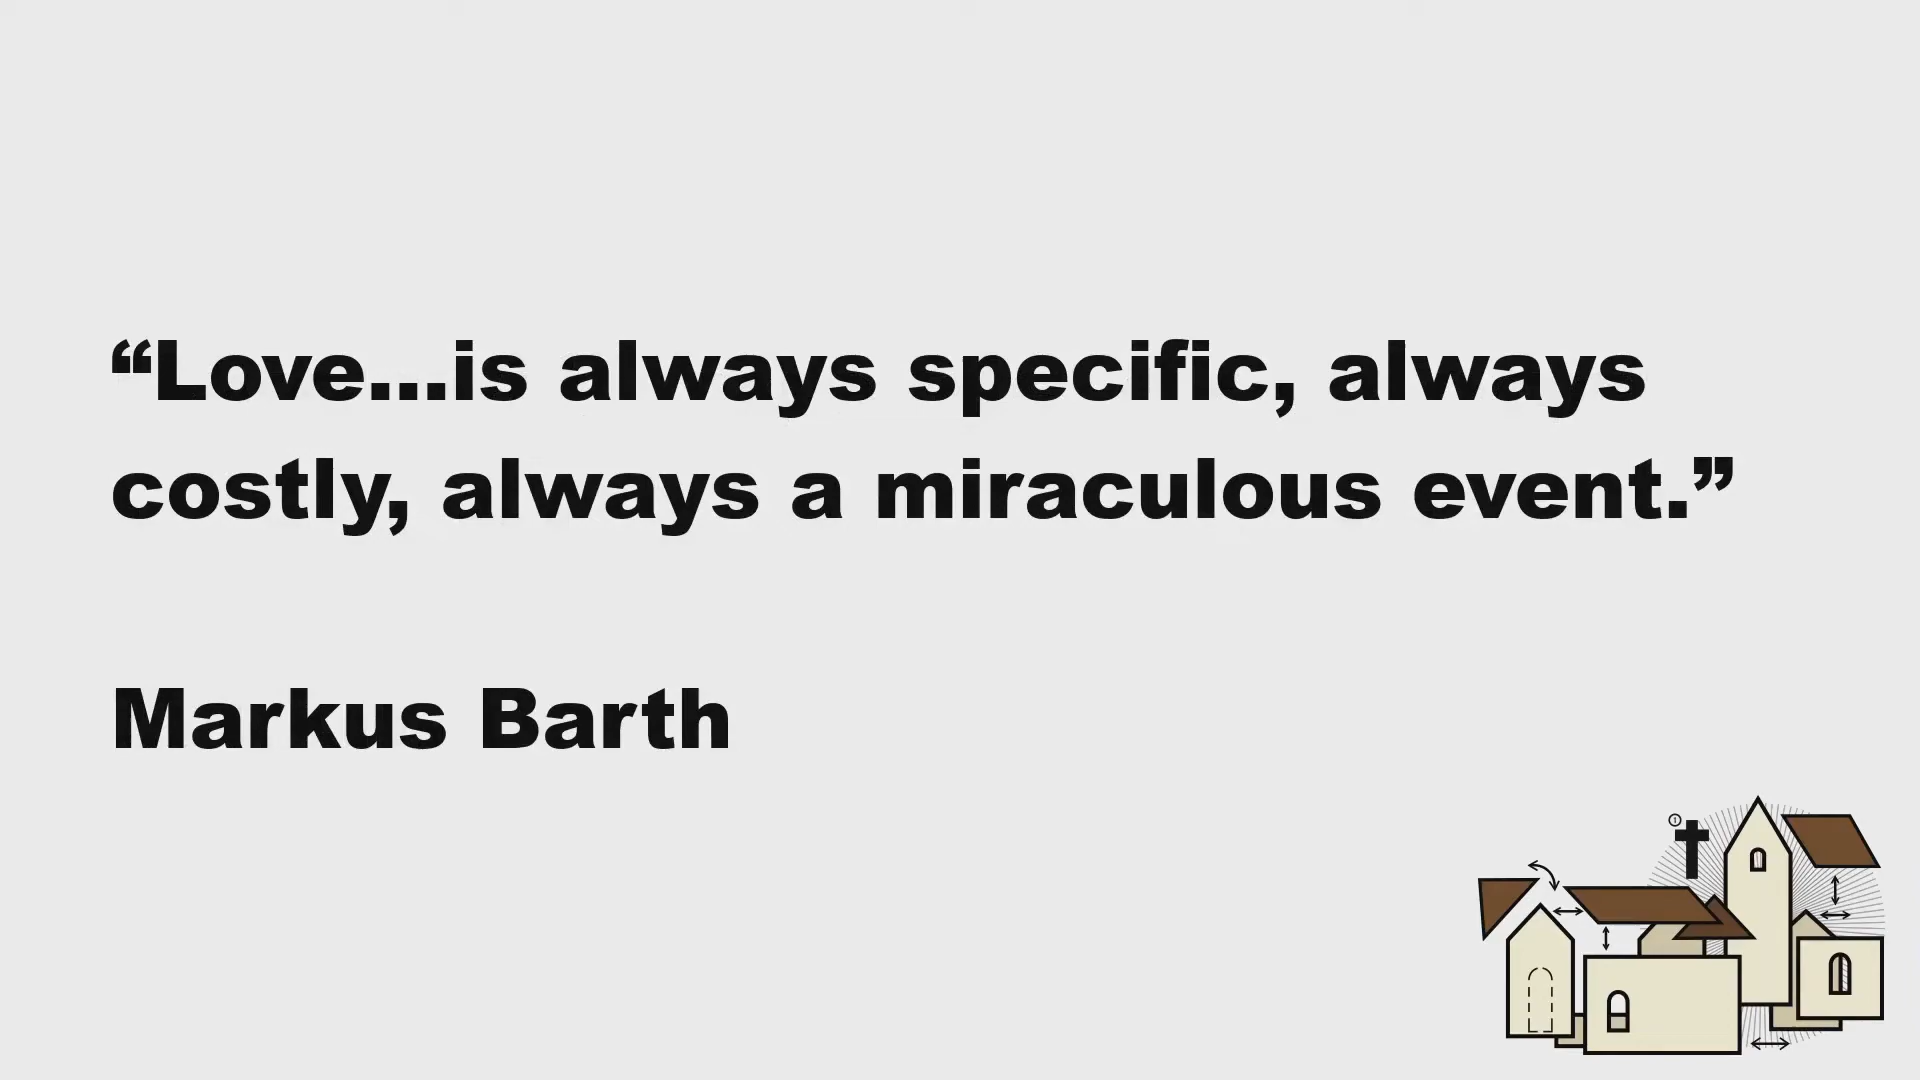 “Love...is always specific, always
costly, always a miraculous event.”
Markus Barth